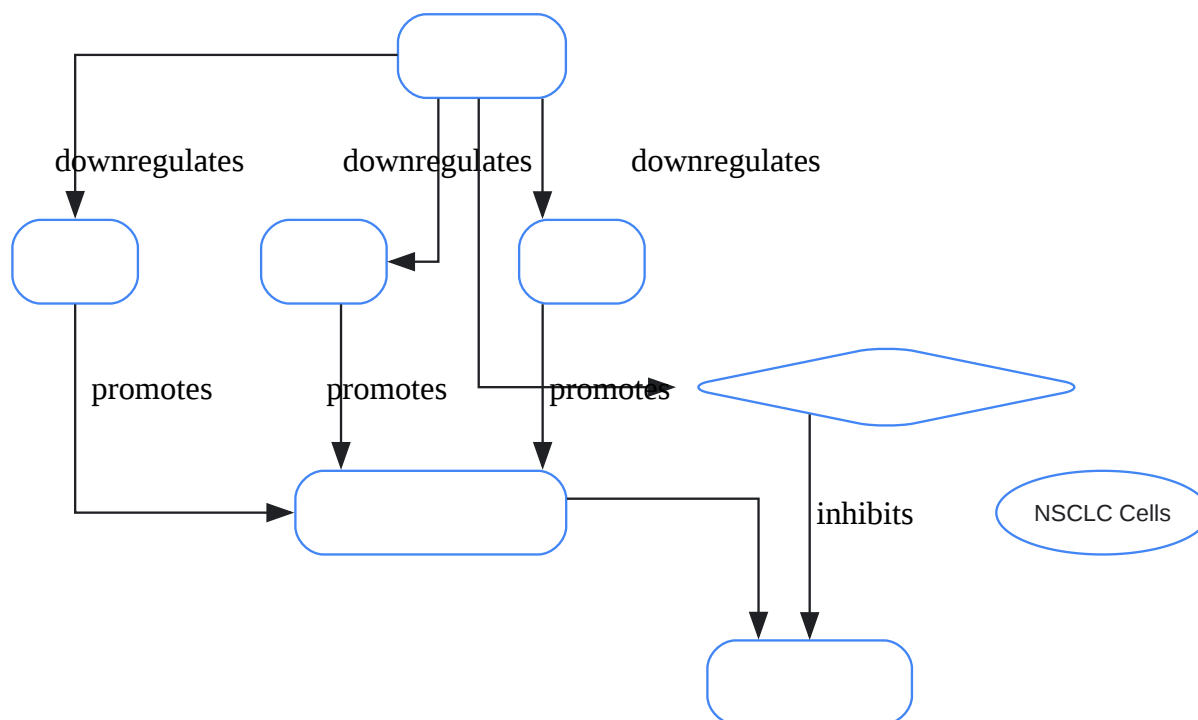 downregulates
downregulates
downregulates
promotes
promotes
promotes
inhibits
NSCLC Cells